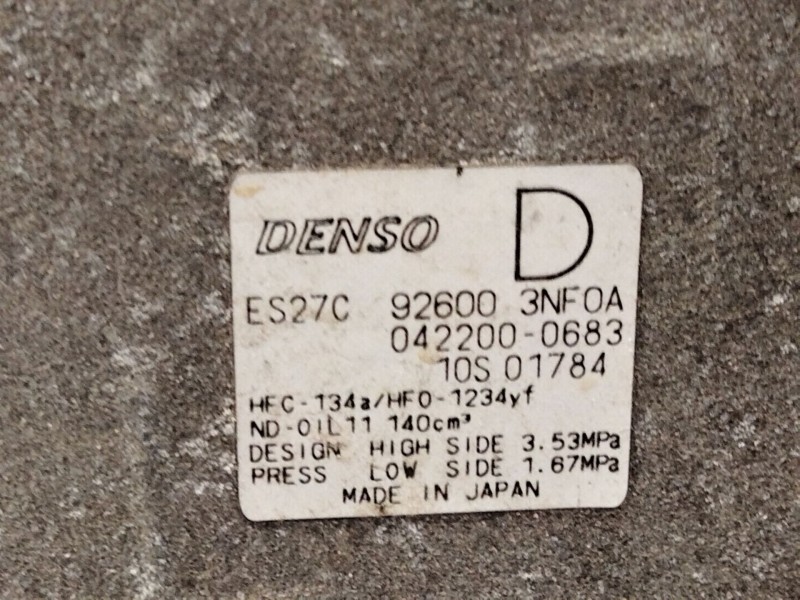 DENSO D
ES27C 92600 3NF0A
042200-0683
10S 01784
HFC-134a/HFO-1234yf
ND-OIL11 140cm³
DESIGN HIGH SIDE 3.53MPa
PRESS LOW SIDE 1.67MPa
MADE IN JAPAN